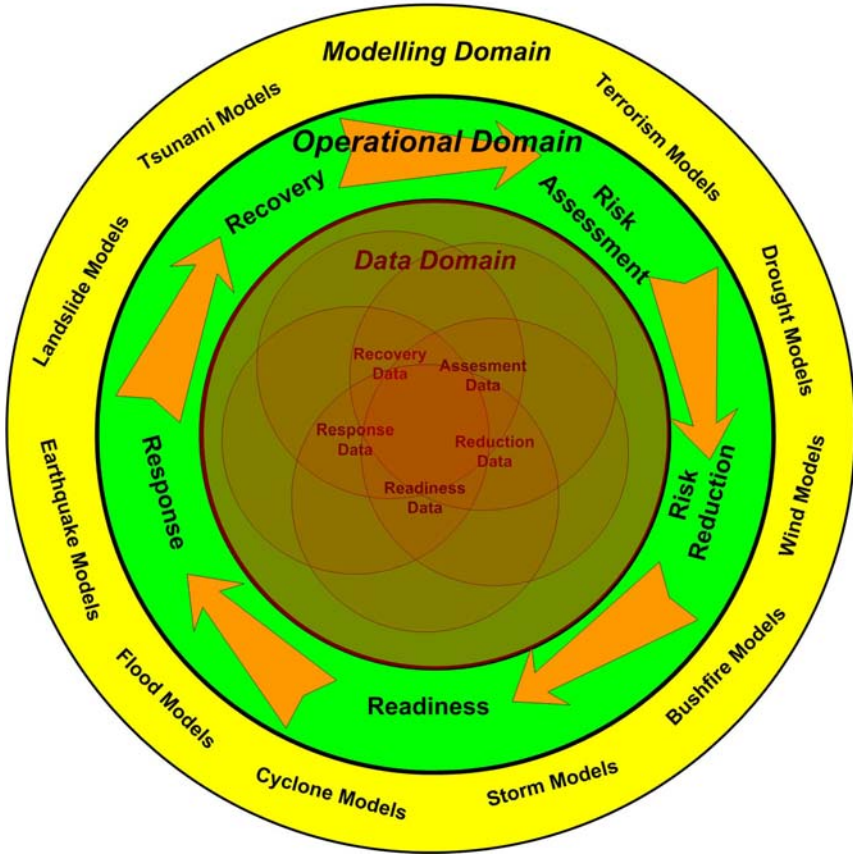 Modelling Domain
Terrorism Models
Drought Models
Wind Models
Bushfire Models
Storm Models
Cyclone Models
Flood Models
Earthquake Models
Landslide Models
Tsunami Models
Operational Domain
Risk
Assessment
Risk
Reduction
Readiness
Response
Recovery
Data Domain
Recovery
Data
Assesment
Data
Response
Data
Reduction
Data
Readiness
Data